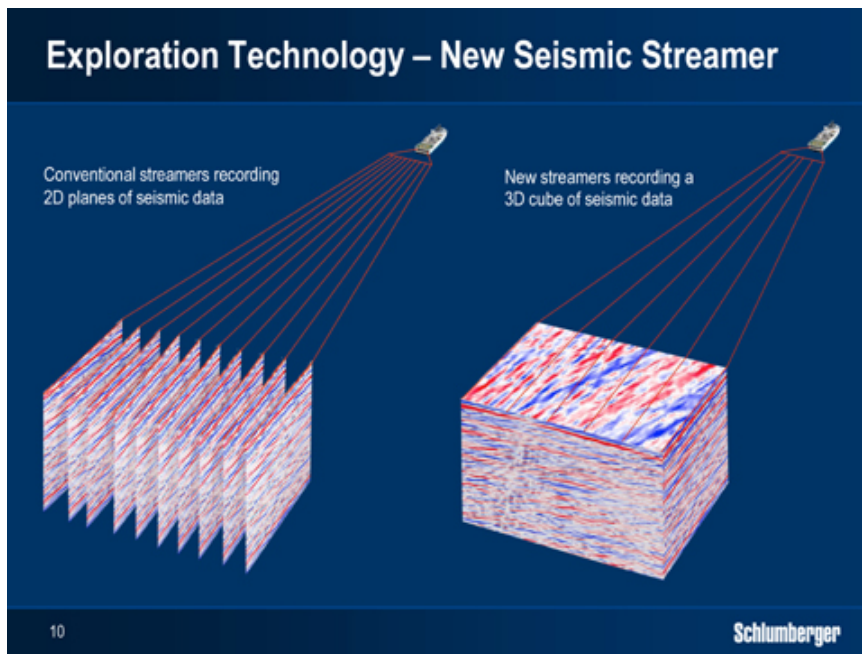 Exploration Technology – New Seismic Streamer
Conventional streamers recording
2D planes of seismic data
New streamers recording a
3D cube of seismic data
10
Schlumberger